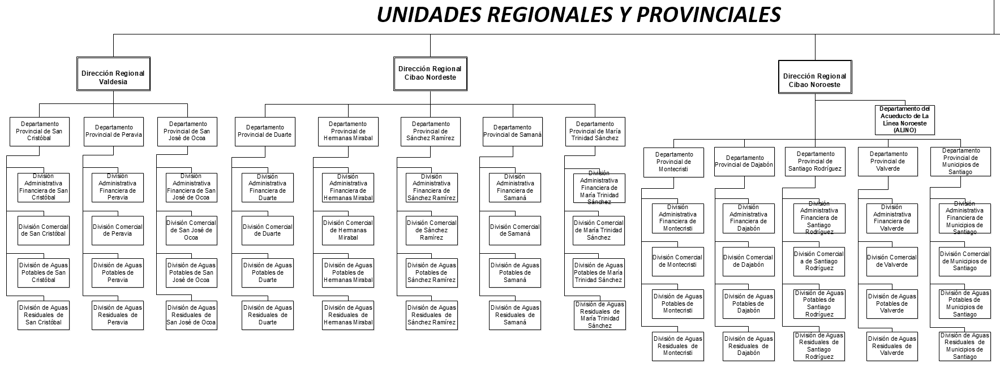 UNIDADES REGIONALES Y PROVINCIALES
Dirección Regional
Valdesia
Dirección Regional
Cibao Nordeste
Dirección Regional
Cibao Noroeste
Departamento del
Acueducto de La
Línea Noroeste
(ALINO)
Departamento
Provincial de San
Cristóbal
Departamento
Provincial de Peravia
Departamento
Provincial de San
José de Ocoa
Departamento
Provincial de Duarte
Departamento
Provincial de
Hermanas Mirabal
Departamento
Provincial de
Sánchez Ramírez
Departamento
Provincial de Samaná
Departamento
Provincial de María
Trinidad Sánchez
Departamento
Provincial de
Montecristi
Departamento
Provincial de Dajabón
Departamento
Provincial de
Santiago Rodríguez
Departamento
Provincial de
Valverde
Departamento
Provincial de
Municipios de
Santiago
División
Administrativa
Financiera de San
Cristóbal
División
Administrativa
Financiera de
Peravia
División
Administrativa
Financiera de San
José de Ocoa
División
Administrativa
Financiera de
Duarte
División
Administrativa
Financiera de
Hermanas Mirabal
División
Administrativa
Financiera de
Sánchez Ramírez
División
Administrativa
Financiera de
Samaná
División
Administrativa
Financiera de
María Trinidad
Sánchez
División
Administrativa
Financiera de
Montecristi
División
Administrativa
Financiera de
Dajabón
División
Administrativa
Financiera de
Santiago
Rodríguez
División
Administrativa
Financiera de
Valverde
División
Administrativa
Financiera de
Municipios de
Santiago
División Comercial
de San Cristóbal
División Comercial
de Peravia
División Comercial
de San José de
Ocoa
División Comercial
de Duarte
División Comercial
de Hermanas
Mirabal
División Comercial
de Sánchez
Ramírez
División Comercial
de Samaná
División Comercial
de María Trinidad
Sánchez
División Comercial
de Montecristi
División Comercial
de Dajabón
División Comercial
a de Santiago
Rodríguez
División Comercial
de Valverde
División Comercial
de Municipios de
Santiago
División de Aguas
Potables de San
Cristóbal
División de Aguas
Potables de
Peravia
División de Aguas
Potables de San
José de Ocoa
División de Aguas
Potables de
Duarte
División de Aguas
Potables de
Hermanas Mirabal
División de Aguas
Potables de
Sánchez Ramírez
División de Aguas
Potables de
Samaná
División de Aguas
Potables de María
Trinidad Sánchez
División de Aguas
Potables de
Montecristi
División de Aguas
Potables de
Dajabón
División de Aguas
Potables de
Santiago
Rodríguez
División de Aguas
Potables de
Valverde
División de Aguas
Potables de
Municipios de
Santiago
División de Aguas
Residuales de
San Cristóbal
División de Aguas
Residuales de
Peravia
División de Aguas
Residuales de
San José de Ocoa
División de Aguas
Residuales de
Duarte
División de Aguas
Residuales de
Hermanas Mirabal
División de Aguas
Residuales de
Sánchez Ramírez
División de Aguas
Residuales de
Samaná
División de Aguas
Residuales de
María Trinidad
Sánchez
División de Aguas
Residuales de
Montecristi
División de Aguas
Residuales de
Dajabón
División de Aguas
Residuales de
Santiago
Rodríguez
División de Aguas
Residuales de
Valverde
División de Aguas
Residuales de
Municipios de
Santiago